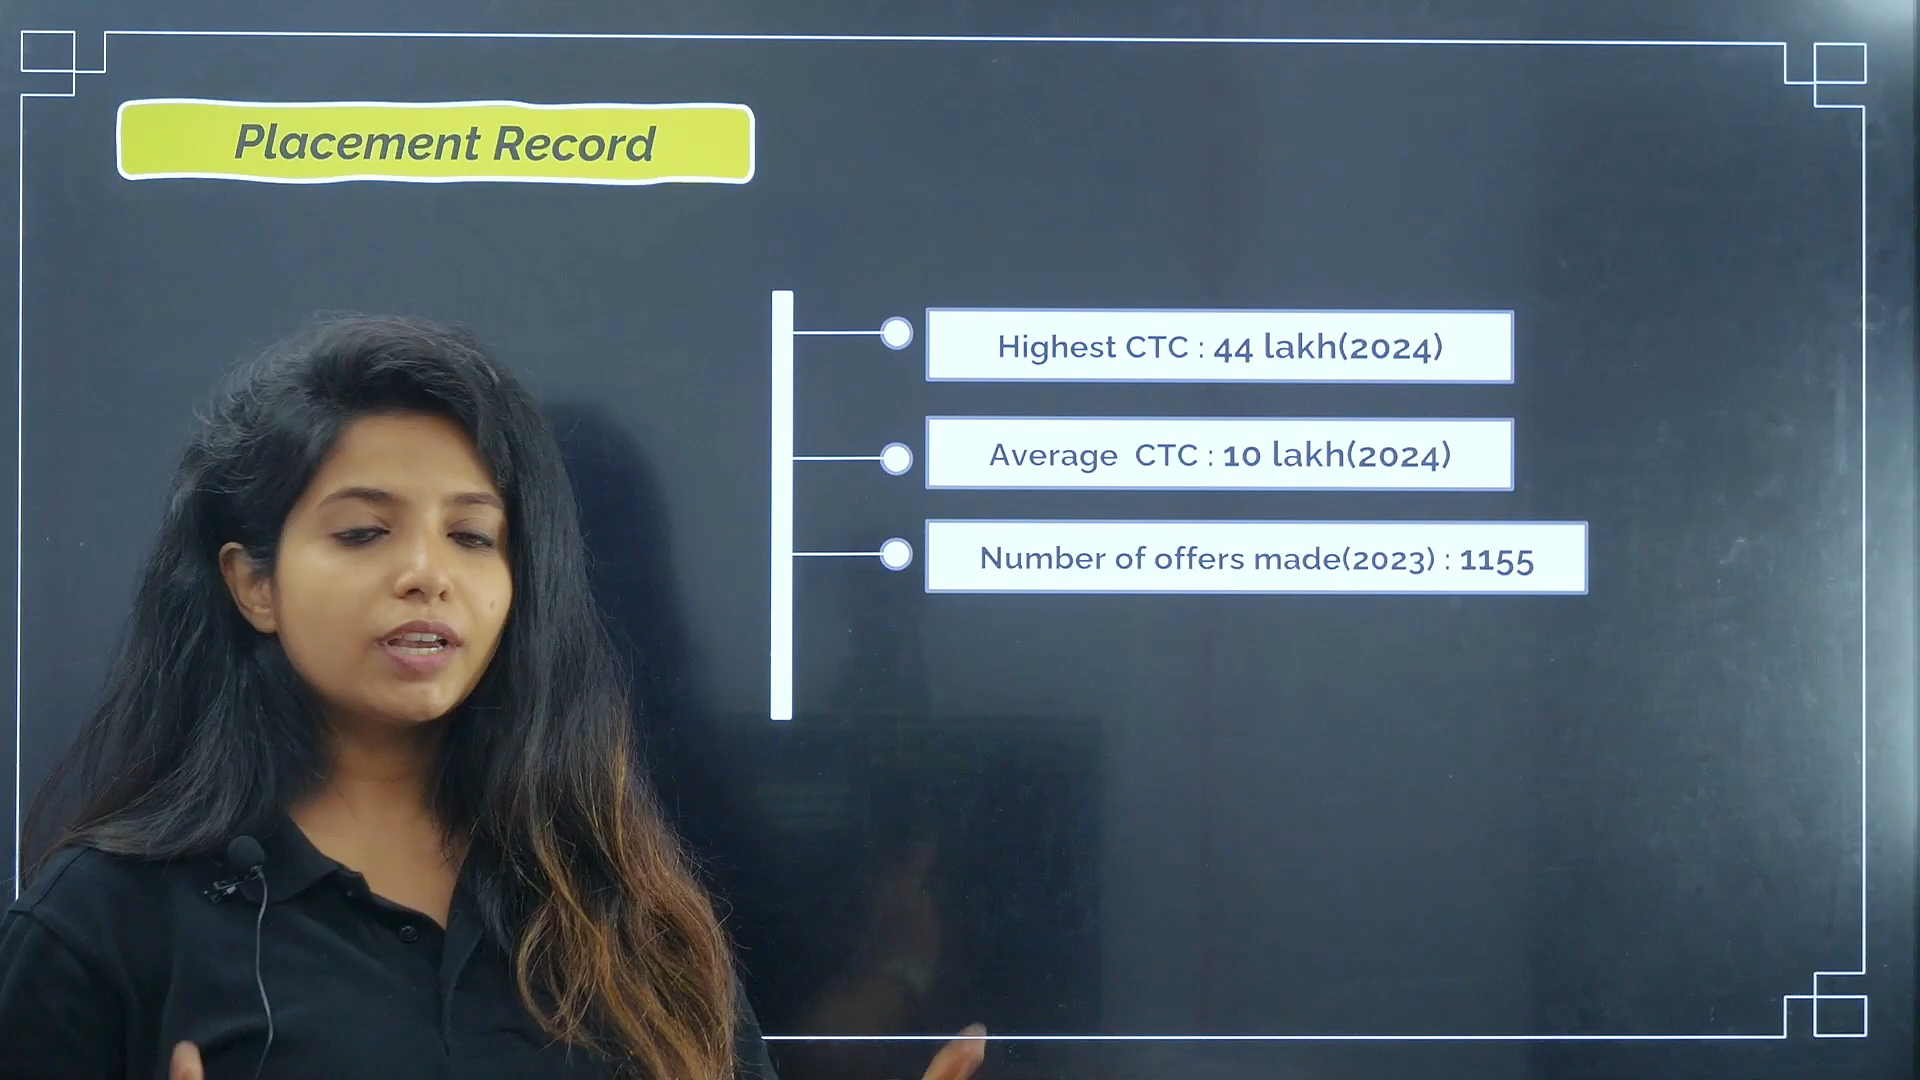 Placement Record
Highest CTC : 44 lakh(2024)
Average CTC : 10 lakh(2024)
Number of offers made(2023) : 1155